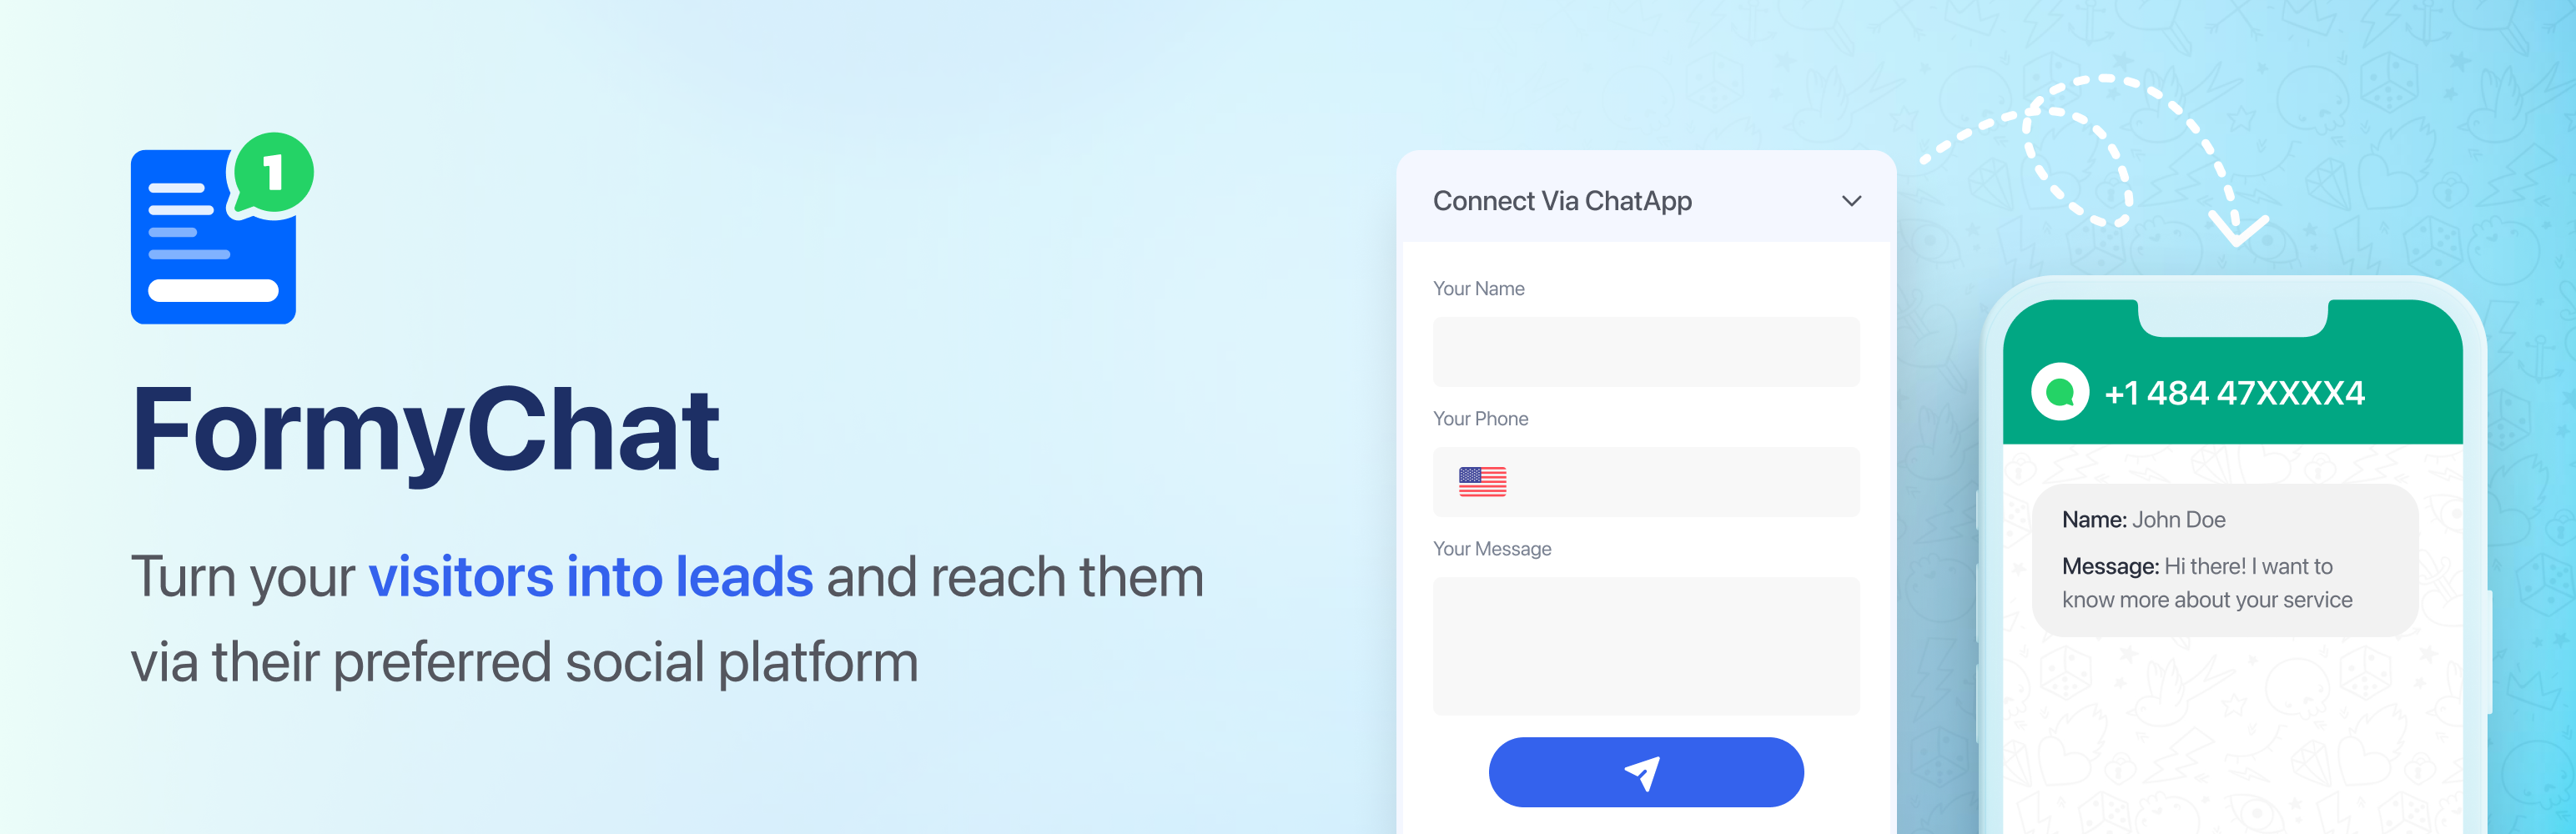 1
FormyChat
Turn your visitors into leads and reach them
via their preferred social platform
Connect Via ChatApp
Your Name
Your Phone
Your Message
+1 484 47XXXX4
Name: John Doe
Message: Hi there! I want to
know more about your service